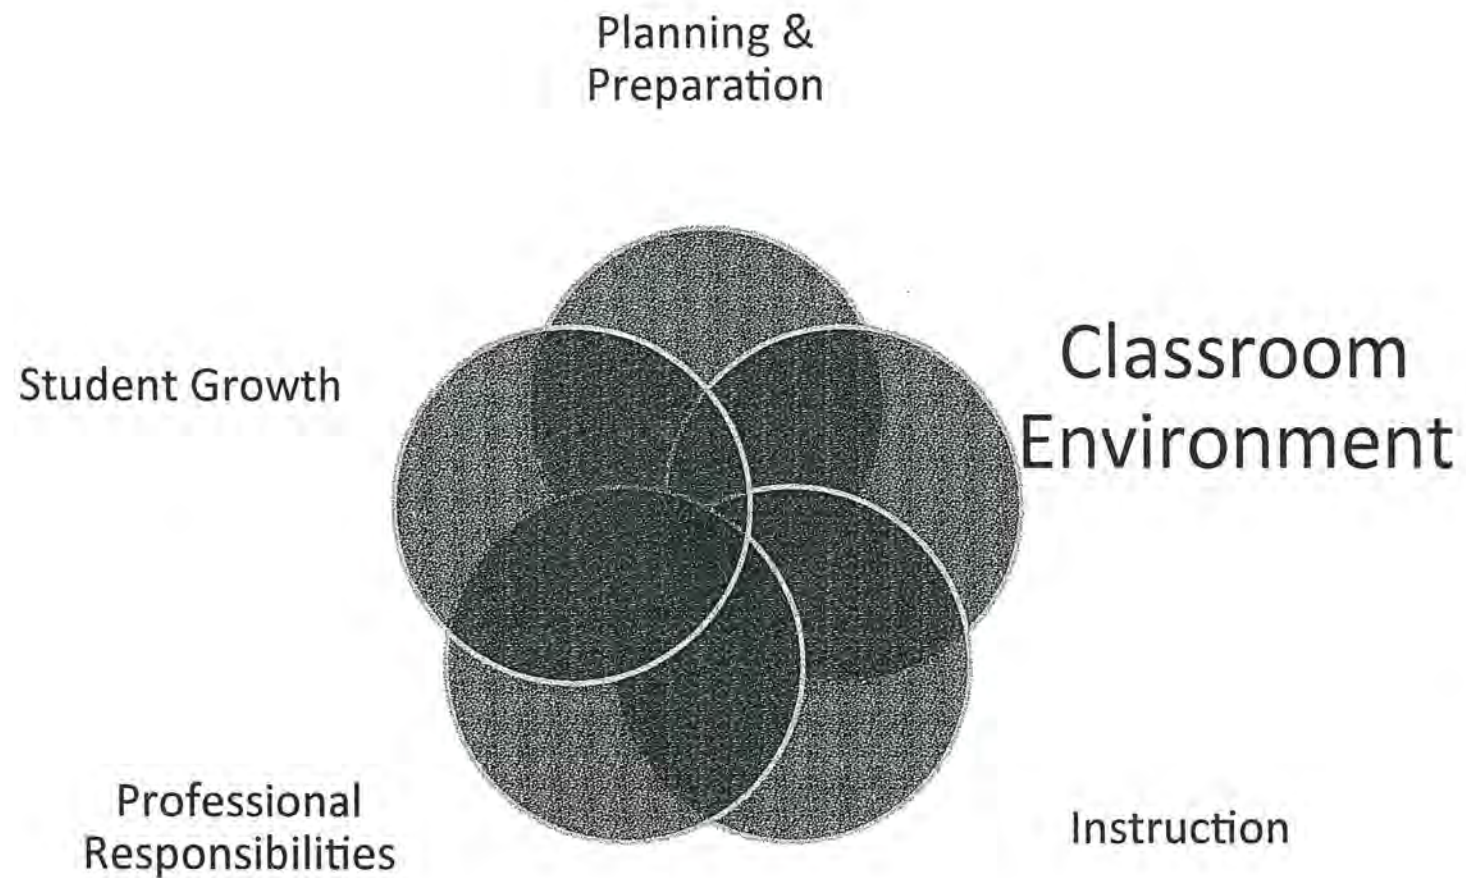 Planning &
Preparation
Classroom
Environment
Student Growth
Professional
Responsibilities
Instruction